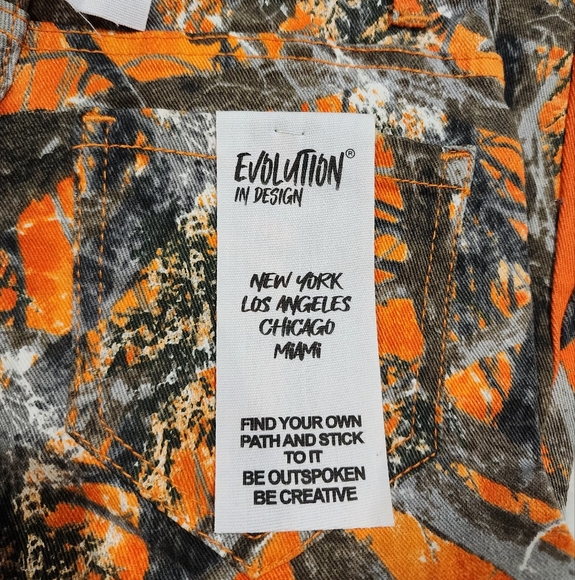 EVOLUTION®
IN DESIGN
NEW YORK
LOS ANGELES
CHICAGO
MIAMI
FIND YOUR OWN
PATH AND STICK
TO IT
BE OUTSPOKEN
BE CREATIVE